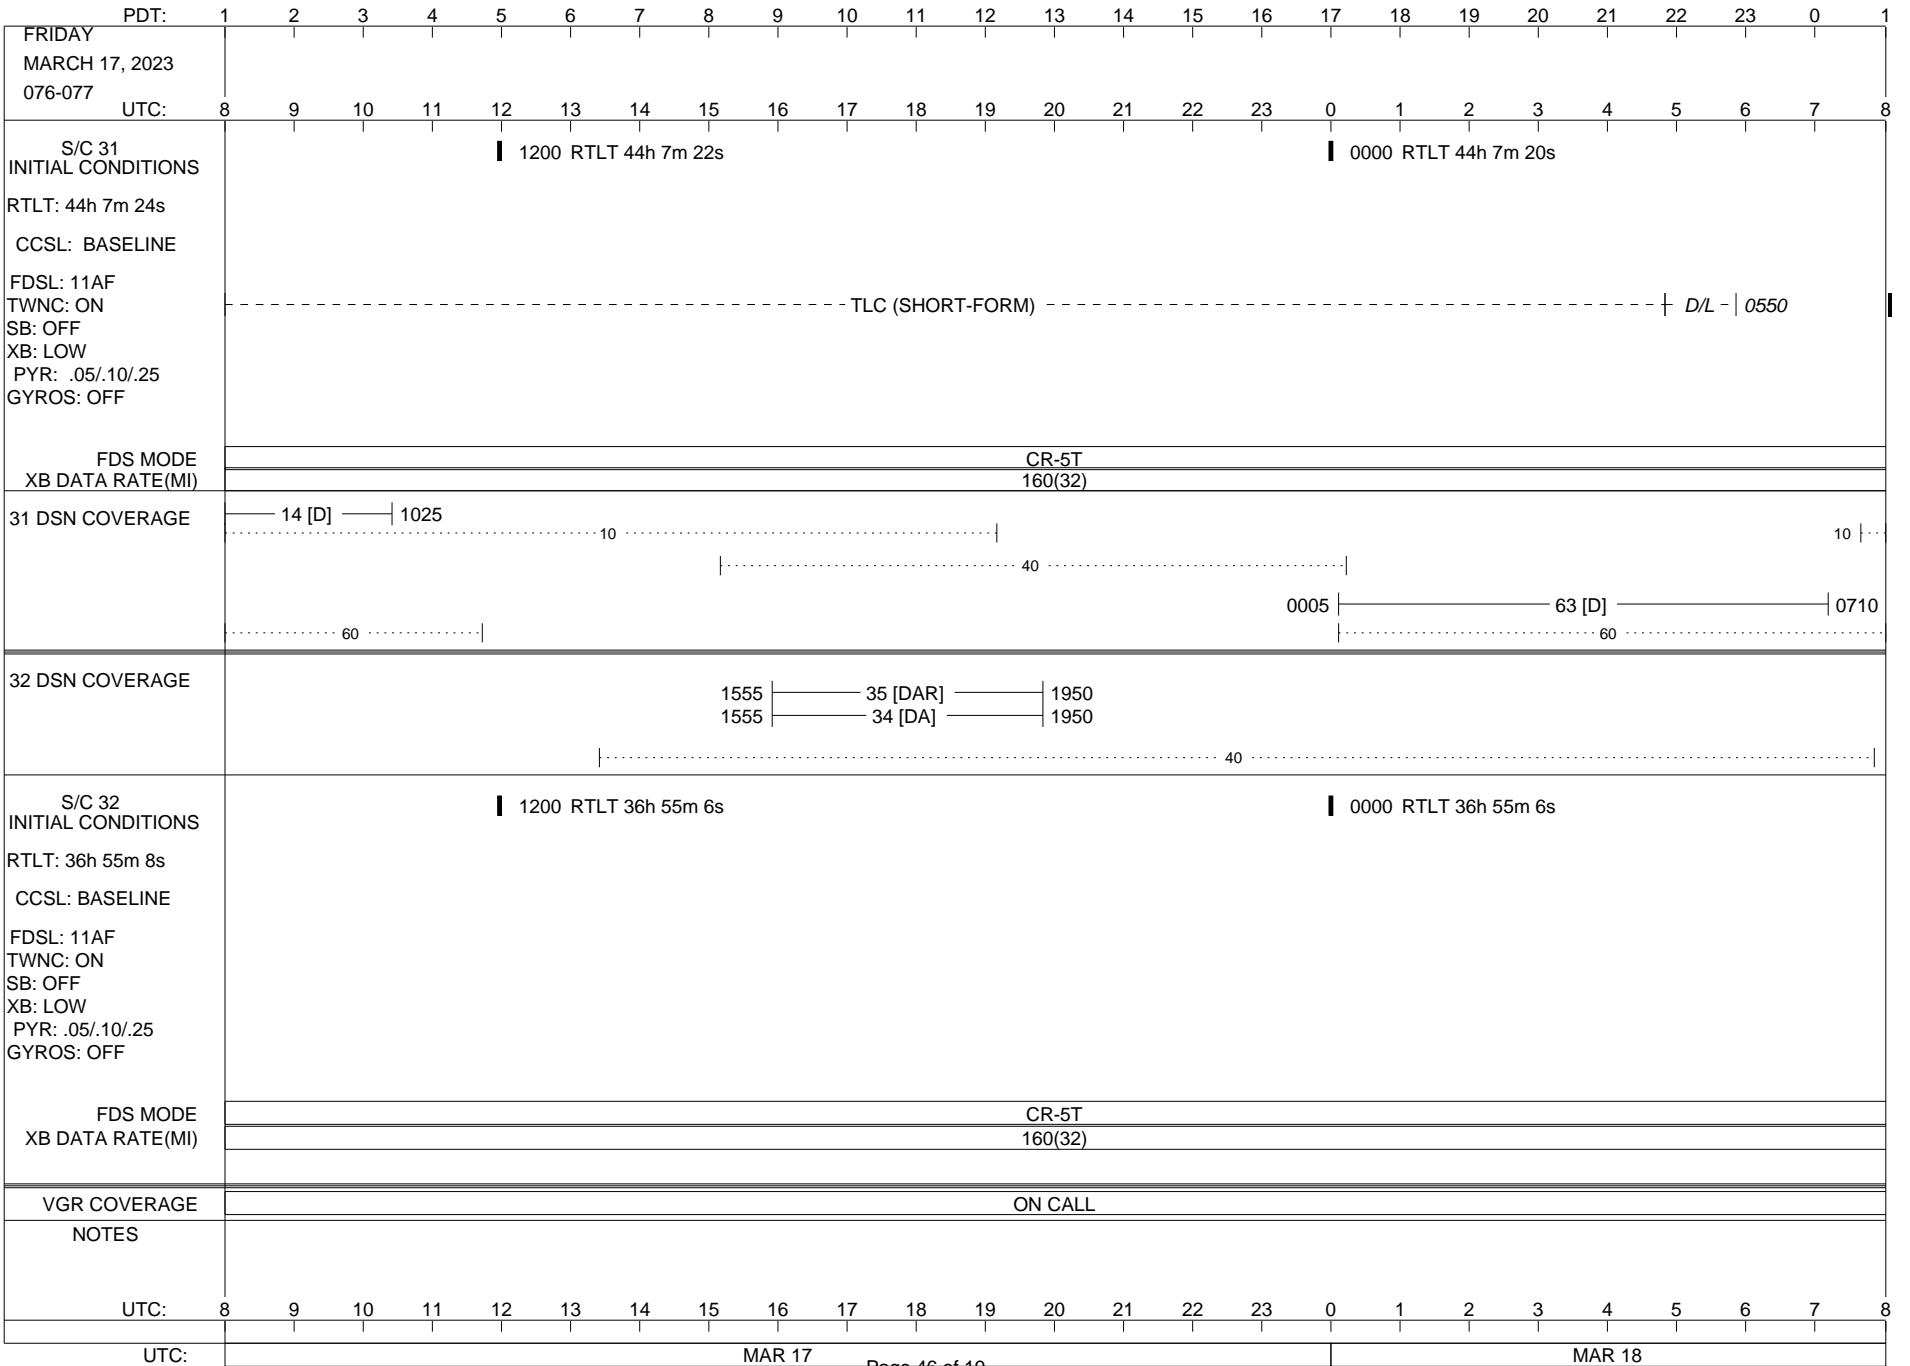 PDT: 1 2 3 4 5 6 7 8 9 10 11 12 13 14 15 16 17 18 19 20 21 22 23 0 1
FRIDAY
MARCH 17, 2023
076-077
UTC: 8 9 10 11 12 13 14 15 16 17 18 19 20 21 22 23 0 1 2 3 4 5 6 7 8
S/C 31
INITIAL CONDITIONS
1200 RTLT 44h 7m 22s
0000 RTLT 44h 7m 20s
RTLT: 44h 7m 24s
CCSL: BASELINE
FDSL: 11AF
TWNC: ON
TLC (SHORT-FORM)
D/L
0550
SB: OFF
XB: LOW
PYR: .05/.10/.25
GYROS: OFF
FDS MODE
CR-5T
XB DATA RATE(MI)
160(32)
31 DSN COVERAGE
14 [D] 1025
10
10
40
0005 63 [D] 0710
60
60
32 DSN COVERAGE
1555 35 [DAR] 1950
1555 34 [DA] 1950
40
S/C 32
INITIAL CONDITIONS
1200 RTLT 36h 55m 6s
0000 RTLT 36h 55m 6s
RTLT: 36h 55m 8s
CCSL: BASELINE
FDSL: 11AF
TWNC: ON
SB: OFF
XB: LOW
PYR: .05/.10/.25
GYROS: OFF
FDS MODE
CR-5T
XB DATA RATE(MI)
160(32)
VGR COVERAGE
ON CALL
NOTES
UTC: 8 9 10 11 12 13 14 15 16 17 18 19 20 21 22 23 0 1 2 3 4 5 6 7 8
UTC: MAR 17 MAR 18
Page 46 of 19